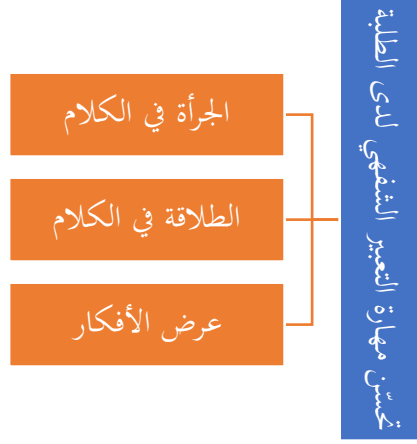 تحسّن مهارة التعبير الشفهي لدى الطلبة
الجرأة في الكلام
الطلاقة في الكلام
عرض الأفكار